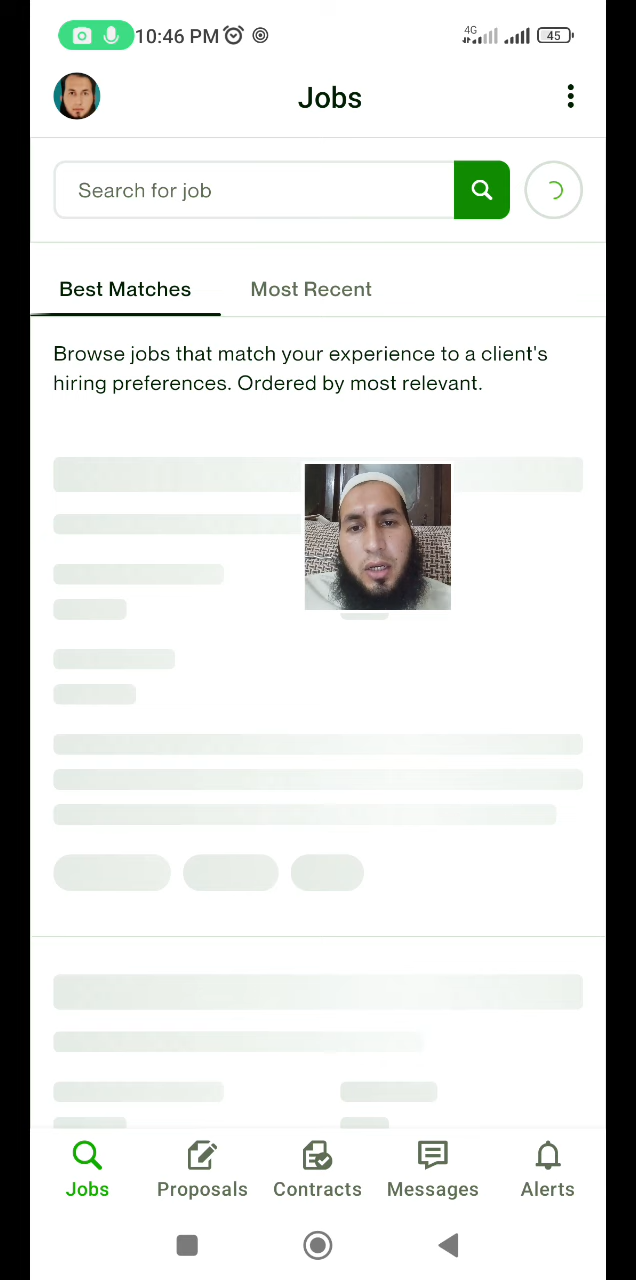 10:46 PM
4G
45
Jobs
Search for job
Best Matches
Most Recent
Browse jobs that match your experience to a client's
hiring preferences. Ordered by most relevant.
Jobs
Proposals
Contracts
Messages
Alerts